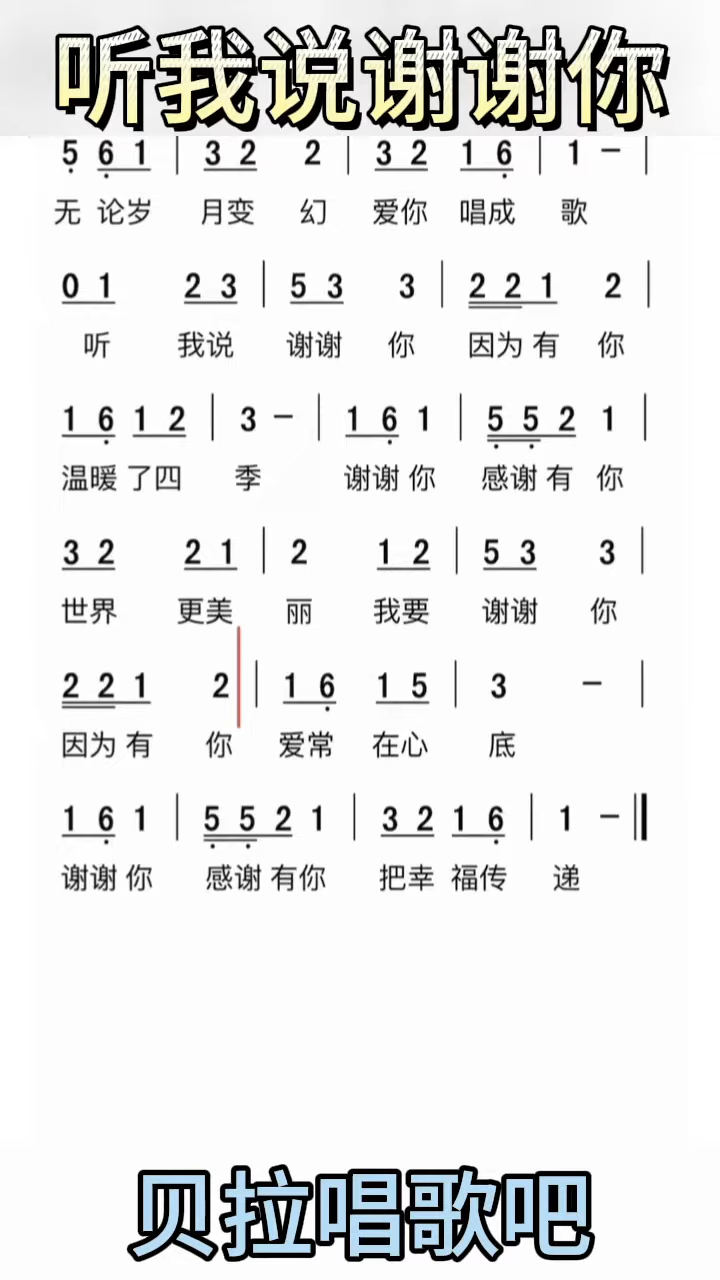 听我说谢谢你
5 6 1 | 3 2 2 | 3 2 1 6 | 1 – |
无 论岁 月变 幻 爱你 唱成 歌
0 1 2 3 | 5 3 3 | 2 2 1 2 |
听 我说 谢谢 你 因为 有 你
1 6 1 2 | 3 – | 1 6 1 | 5 5 2 1 |
温暖 了四 季 谢谢 你 感谢 有 你
3 2 2 1 | 2 1 2 | 5 3 3 |
世界 更美 丽 我要 谢谢 你
2 2 1 2 | 1 6 1 5 | 3 – |
因为 有 你 爱常 在心 底
1 6 1 | 5 5 2 1 | 3 2 1 6 | 1 – ‖
谢谢 你 感谢 有你 把幸 福传 递
贝拉唱歌吧